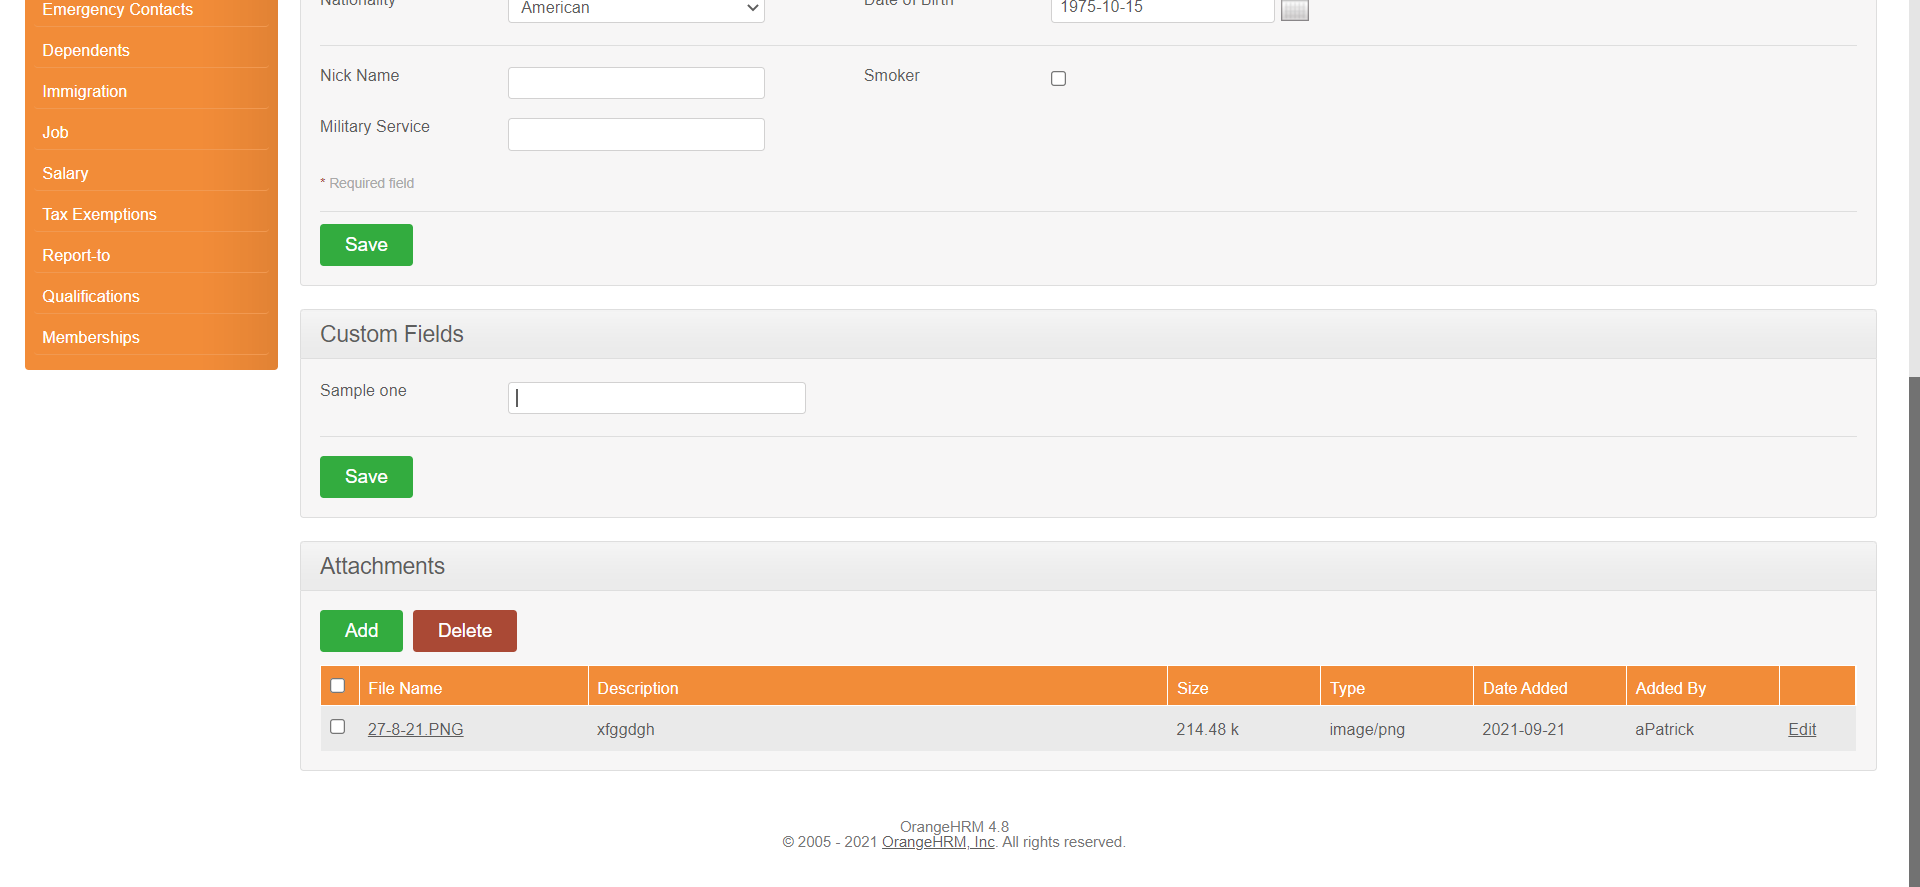 Emergency Contacts
Dependents
Immigration
Job
Salary
Tax Exemptions
Report-to
Qualifications
Memberships
Nationality American Date of Birth 1975-10-15
Nick Name Smoker
Military Service
* Required field
Save
Custom Fields
Sample one
Save
Attachments
Add Delete
File Name Description Size Type Date Added Added By
27-8-21.PNG xfggdgh 214.48 k image/png 2021-09-21 aPatrick Edit
OrangeHRM 4.8
© 2005 - 2021 OrangeHRM, Inc. All rights reserved.